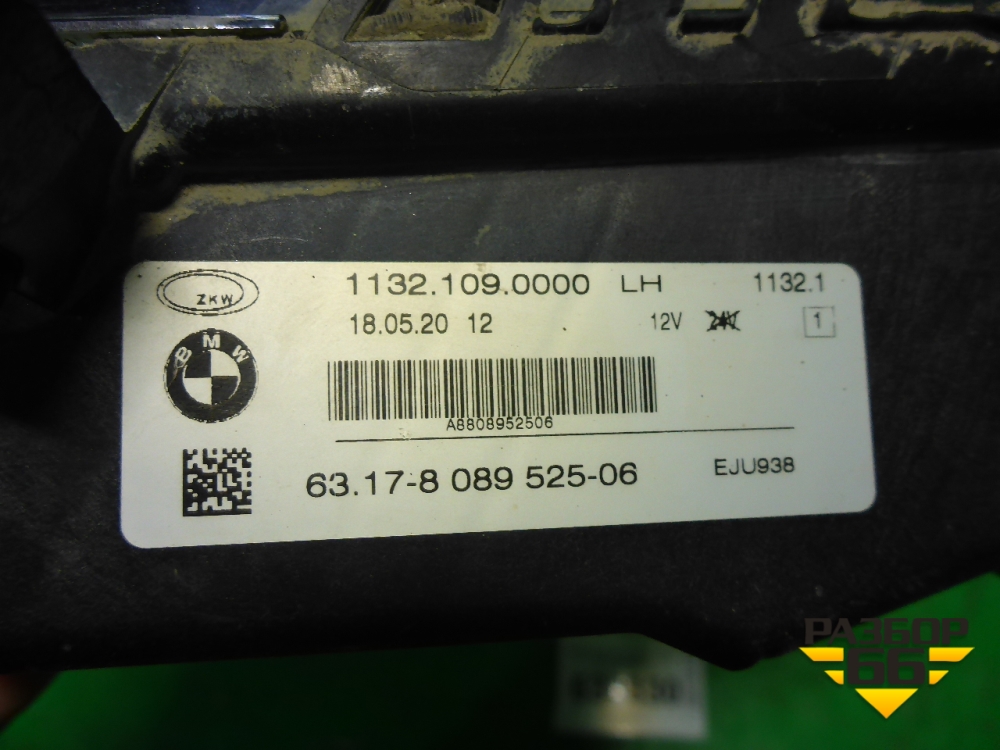 ZKW
1132.109.0000 LH 1132.1
18.05.20 12 12V 24V 1
BMW
A8808952506
63.17-8 089 525-06 EJU938
РАЗБОР
66